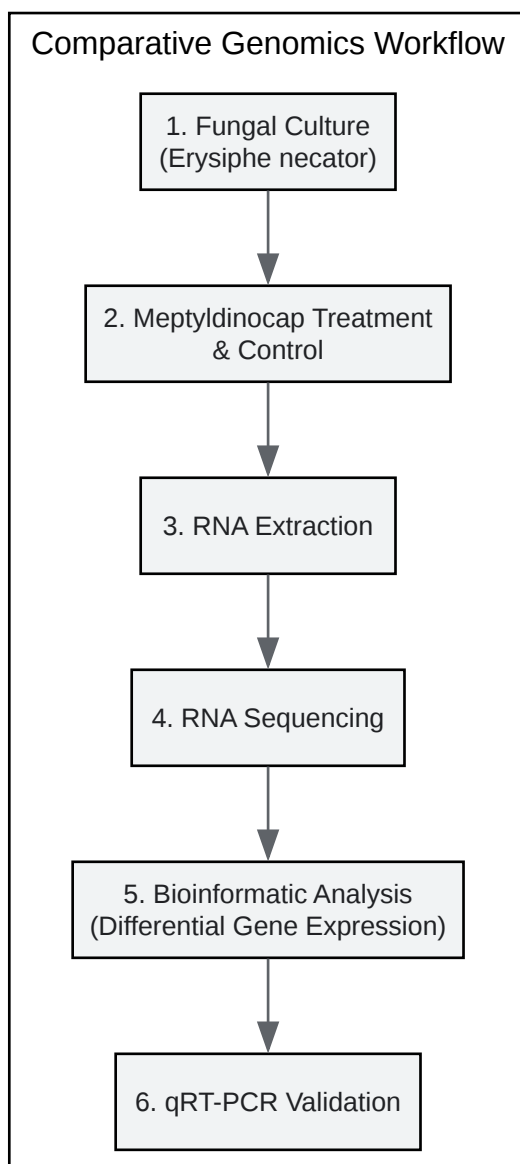 Comparative Genomics Workflow
1. Fungal Culture
(Erysiphe necator)
2. Meptyldinocap Treatment
& Control
3. RNA Extraction
4. RNA Sequencing
5. Bioinformatic Analysis
(Differential Gene Expression)
6. qRT-PCR Validation